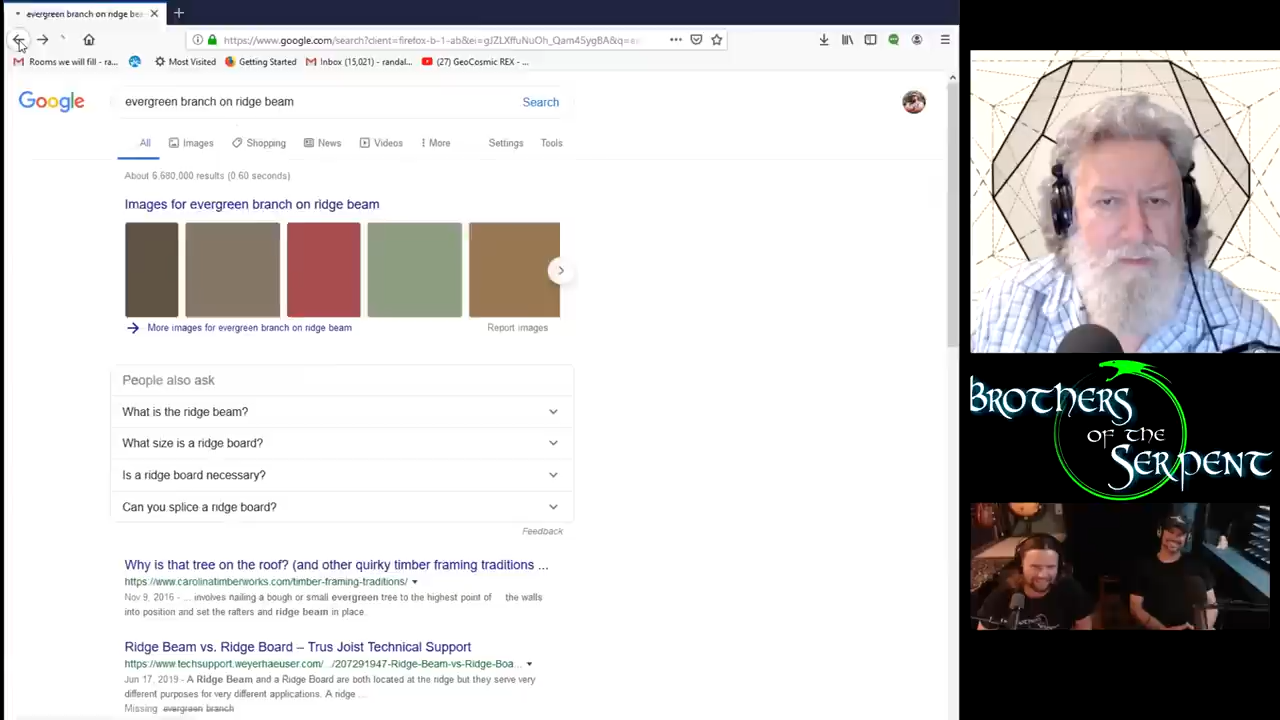 evergreen branch on ridge bea
https://www.google.com/search?client=firefox-b-1-ab&ei=gJZLXffuNuOh_Qam4SygBA&q=e
Rooms we will fill - ra...
Most Visited
Getting Started
Inbox (15,021) - randal...
(27) GeoCosmic REX - ...
Google
evergreen branch on ridge beam
Search
All
Images
Shopping
News
Videos
More
Settings
Tools
About 6,680,000 results (0.60 seconds)
Images for evergreen branch on ridge beam
More images for evergreen branch on ridge beam
Report images
People also ask
What is the ridge beam?
What size is a ridge board?
Is a ridge board necessary?
Can you splice a ridge board?
Feedback
Why is that tree on the roof? (and other quirky timber framing traditions ...
https://www.carolinatimberworks.com/timber-framing-traditions/
Nov 9, 2016 - ... involves nailing a bough or small evergreen tree to the highest point of the walls
into position and set the rafters and ridge beam in place
Ridge Beam vs. Ridge Board – Trus Joist Technical Support
https://www.techsupport.weyerhaeuser.com/.../207291947-Ridge-Beam-vs-Ridge-Boa...
Jun 17, 2019 - A Ridge Beam and a Ridge Board are both located at the ridge but they serve very
different purposes for very different applications. A ridge ...
Missing evergreen branch
BROTHERS
OF THE
SERPENT